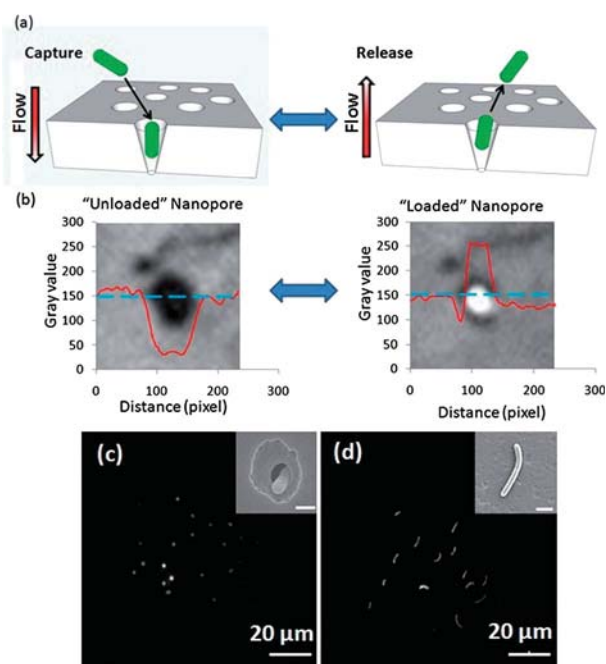 (a)
Capture
Release
Flow
Flow
(b)
"Unloaded" Nanopore
"Loaded" Nanopore
300
250
200
150
100
50
0
Gray value
0
100
200
300
Distance (pixel)
300
250
200
150
100
50
0
Gray value
0
100
200
300
Distance (pixel)
(c)
20 μm
(d)
20 μm